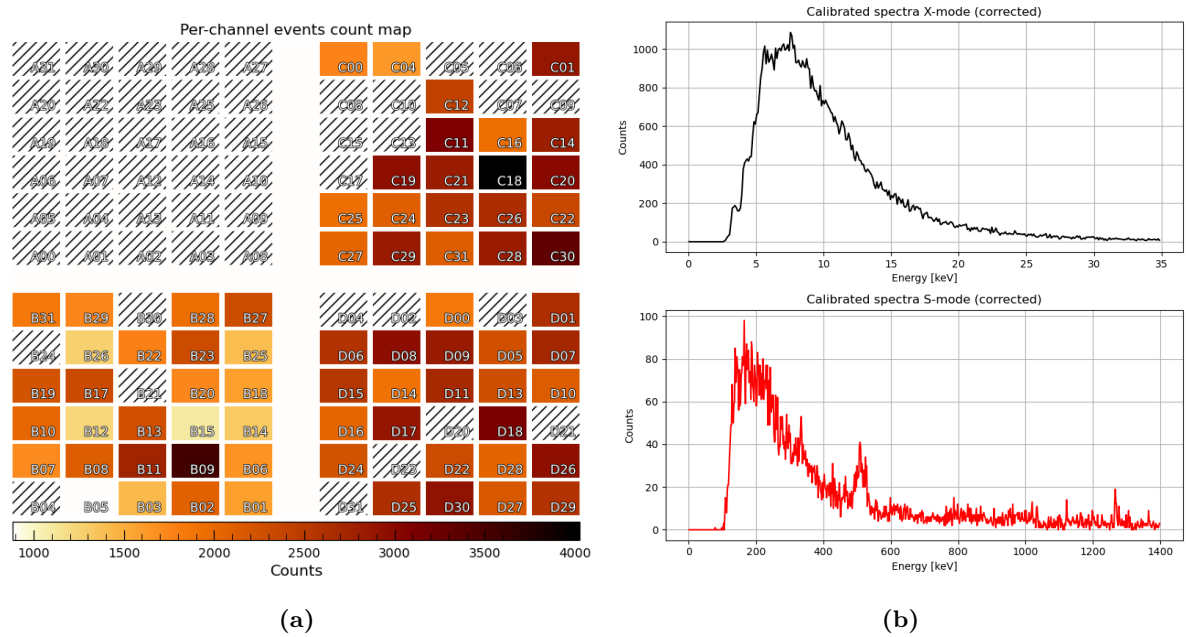 Per-channel events count map
A31 A30 A29 A28 A27
A20 A22 A23 A25 A26
A19 A18 A17 A16 A15
A06 A07 A12 A14 A10
A05 A04 A13 A11 A09
A00 A01 A02 A03 A08
C00 C04 C05 C06 C01
C08 C10 C12 C07 C09
C15 C13 C11 C16 C14
C17 C19 C21 C18 C20
C25 C24 C23 C26 C22
C27 C29 C31 C28 C30
B31 B29 B30 B28 B27
B24 B26 B22 B23 B25
B19 B17 B21 B20 B18
B10 B12 B13 B15 B14
B07 B08 B11 B09 B06
B04 B05 B03 B02 B01
D04 D02 D00 D03 D01
D06 D08 D09 D05 D07
D15 D14 D11 D13 D10
D16 D17 D20 D18 D21
D24 D23 D22 D28 D26
D31 D25 D30 D27 D29
1000 1500 2000 2500 3000 3500 4000
Counts
(a)
Calibrated spectra X-mode (corrected)
Counts
1000
800
600
400
200
0
0 5 10 15 20 25 30 35
Energy [keV]
Calibrated spectra S-mode (corrected)
Counts
100
80
60
40
20
0
0 200 400 600 800 1000 1200 1400
Energy [keV]
(b)